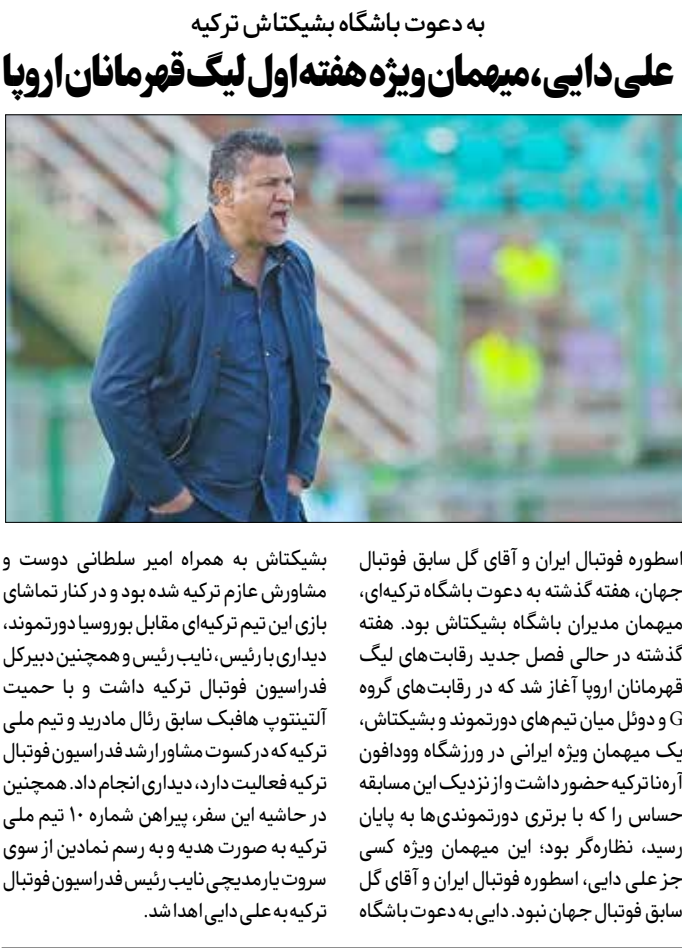 به دعوت باشگاه بشیکتاش ترکیه
علی دایی، میهمان ویژه هفته اول لیگ قهرمانان اروپا
اسطوره فوتبال ایران و آقای گل سابق فوتبال
جهان، هفته گذشته به دعوت باشگاه ترکیه‌ای،
میهمان مدیران باشگاه بشیکتاش بود. هفته
گذشته در حالی فصل جدید رقابت‌های لیگ
قهرمانان اروپا آغاز شد که در رقابت‌های گروه
G و دوئل میان تیم‌های دورتموند و بشیکتاش،
یک میهمان ویژه ایرانی در ورزشگاه وودافون
آره‌نا ترکیه حضور داشت و از نزدیک این مسابقه
حساس را که با برتری دورتموندی‌ها به پایان
رسید، نظاره‌گر بود؛ این میهمان ویژه کسی
جز علی دایی، اسطوره فوتبال ایران و آقای گل
سابق فوتبال جهان نبود. دایی به دعوت باشگاه
بشیکتاش به همراه امیر سلطانی دوست و
مشاورش عازم ترکیه شده بود و در کنار تماشای
بازی این تیم ترکیه‌ای مقابل بوروسیا دورتموند،
دیداری با رئیس، نایب رئیس و همچنین دبیرکل
فدراسیون فوتبال ترکیه داشت و با حمیت
آلتینتوپ هافبک سابق رئال مادرید و تیم ملی
ترکیه که در کسوت مشاور ارشد فدراسیون فوتبال
ترکیه فعالیت دارد، دیداری انجام داد. همچنین
در حاشیه این سفر، پیراهن شماره ۱۰ تیم ملی
ترکیه به صورت هدیه و به رسم نمادین از سوی
سروت یارمدیچی نایب رئیس فدراسیون فوتبال
ترکیه به علی دایی اهدا شد.